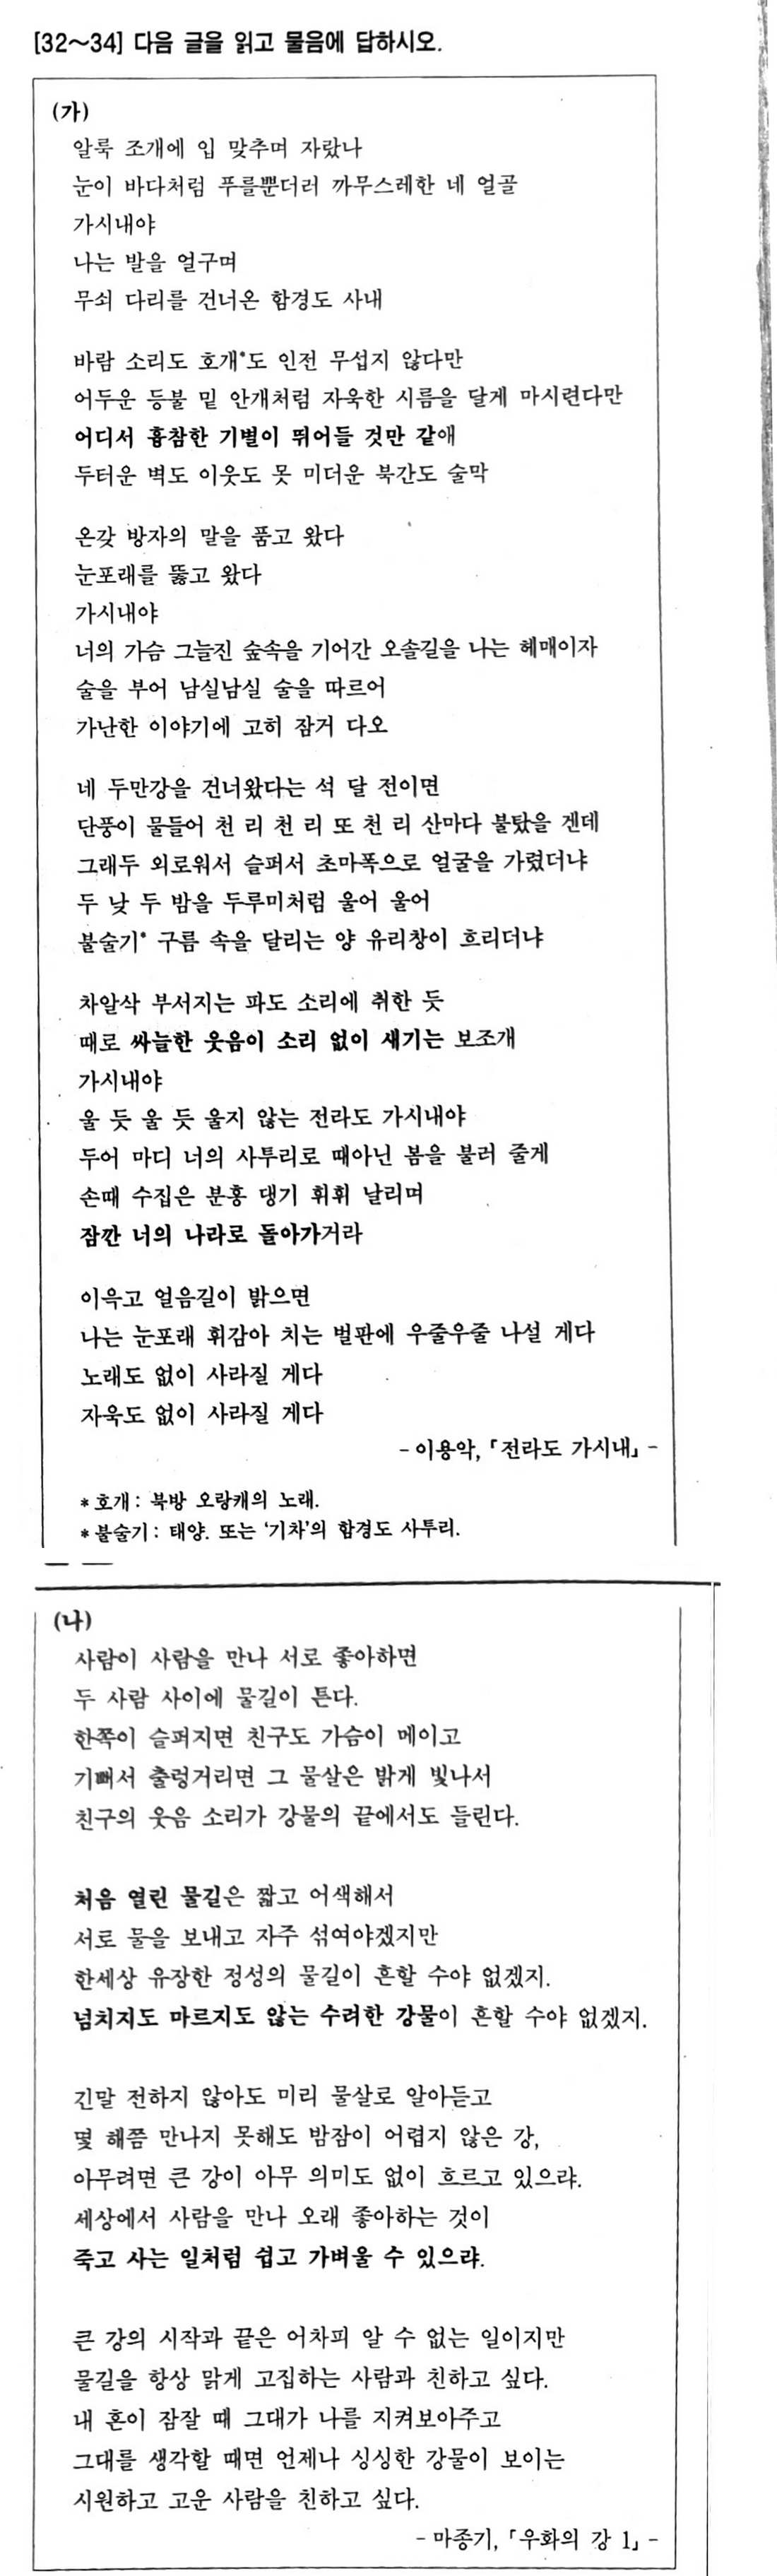 [32～34] 다음 글을 읽고 물음에 답하시오.
(가)
알룩 조개에 입 맞추며 자랐나
눈이 바다처럼 푸를뿐더러 까무스레한 네 얼골
가시내야
나는 발을 얼구며
무쇠 다리를 건너온 함경도 사내
바람 소리도 호개*도 인전 무섭지 않다만
어두운 등불 밑 안개처럼 자욱한 시름을 달게 마시련다만
어디서 흉참한 기별이 뛰어들 것만 같애
두터운 벽도 이웃도 못 미더운 북간도 술막
온갖 방자의 말을 품고 왔다
눈포래를 뚫고 왔다
가시내야
너의 가슴 그늘진 숲속을 기어간 오솔길을 나는 헤매이자
술을 부어 남실남실 술을 따르어
가난한 이야기에 고히 잠거 다오
네 두만강을 건너왔다는 석 달 전이면
단풍이 물들어 천 리 천 리 또 천 리 산마다 불탔을 겐데
그래두 외로워서 슬퍼서 초마폭으로 얼굴을 가렸더냐
두 낮 두 밤을 두루미처럼 울어 울어
불술기* 구름 속을 달리는 양 유리창이 흐리더냐
차알삭 부서지는 파도 소리에 취한 듯
때로 싸늘한 웃음이 소리 없이 새기는 보조개
가시내야
울 듯 울 듯 울지 않는 전라도 가시내야
두어 마디 너의 사투리로 때아닌 봄을 불러 줄게
손때 수집은 분홍 댕기 휘휘 날리며
잠깐 너의 나라로 돌아가거라
이윽고 얼음길이 밝으면
나는 눈포래 휘감아 치는 벌판에 우줄우줄 나설 게다
노래도 없이 사라질 게다
자욱도 없이 사라질 게다
- 이용악, 「전라도 가시내」 -
* 호개 : 북방 오랑캐의 노래.
* 불술기 : 태양. 또는 ‘기차’의 함경도 사투리.
(나)
사람이 사람을 만나 서로 좋아하면
두 사람 사이에 물길이 튼다.
한쪽이 슬퍼지면 친구도 가슴이 메이고
기뻐서 출렁거리면 그 물살은 밝게 빛나서
친구의 웃음 소리가 강물의 끝에서도 들린다.
처음 열린 물길은 짧고 어색해서
서로 물을 보내고 자주 섞여야겠지만
한세상 유장한 정성의 물길이 흔할 수야 없겠지.
넘치지도 마르지도 않는 수려한 강물이 흔할 수야 없겠지.
긴말 전하지 않아도 미리 물살로 알아듣고
몇 해쯤 만나지 못해도 밤잠이 어렵지 않은 강,
아무려면 큰 강이 아무 의미도 없이 흐르고 있으랴.
세상에서 사람을 만나 오래 좋아하는 것이
죽고 사는 일처럼 쉽고 가벼울 수 있으랴.
큰 강의 시작과 끝은 어차피 알 수 없는 일이지만
물길을 항상 맑게 고집하는 사람과 친하고 싶다.
내 혼이 잠잘 때 그대가 나를 지켜보아주고
그대를 생각할 때면 언제나 싱싱한 강물이 보이는
시원하고 고운 사람을 친하고 싶다.
- 마종기, 「우화의 강 1」 -